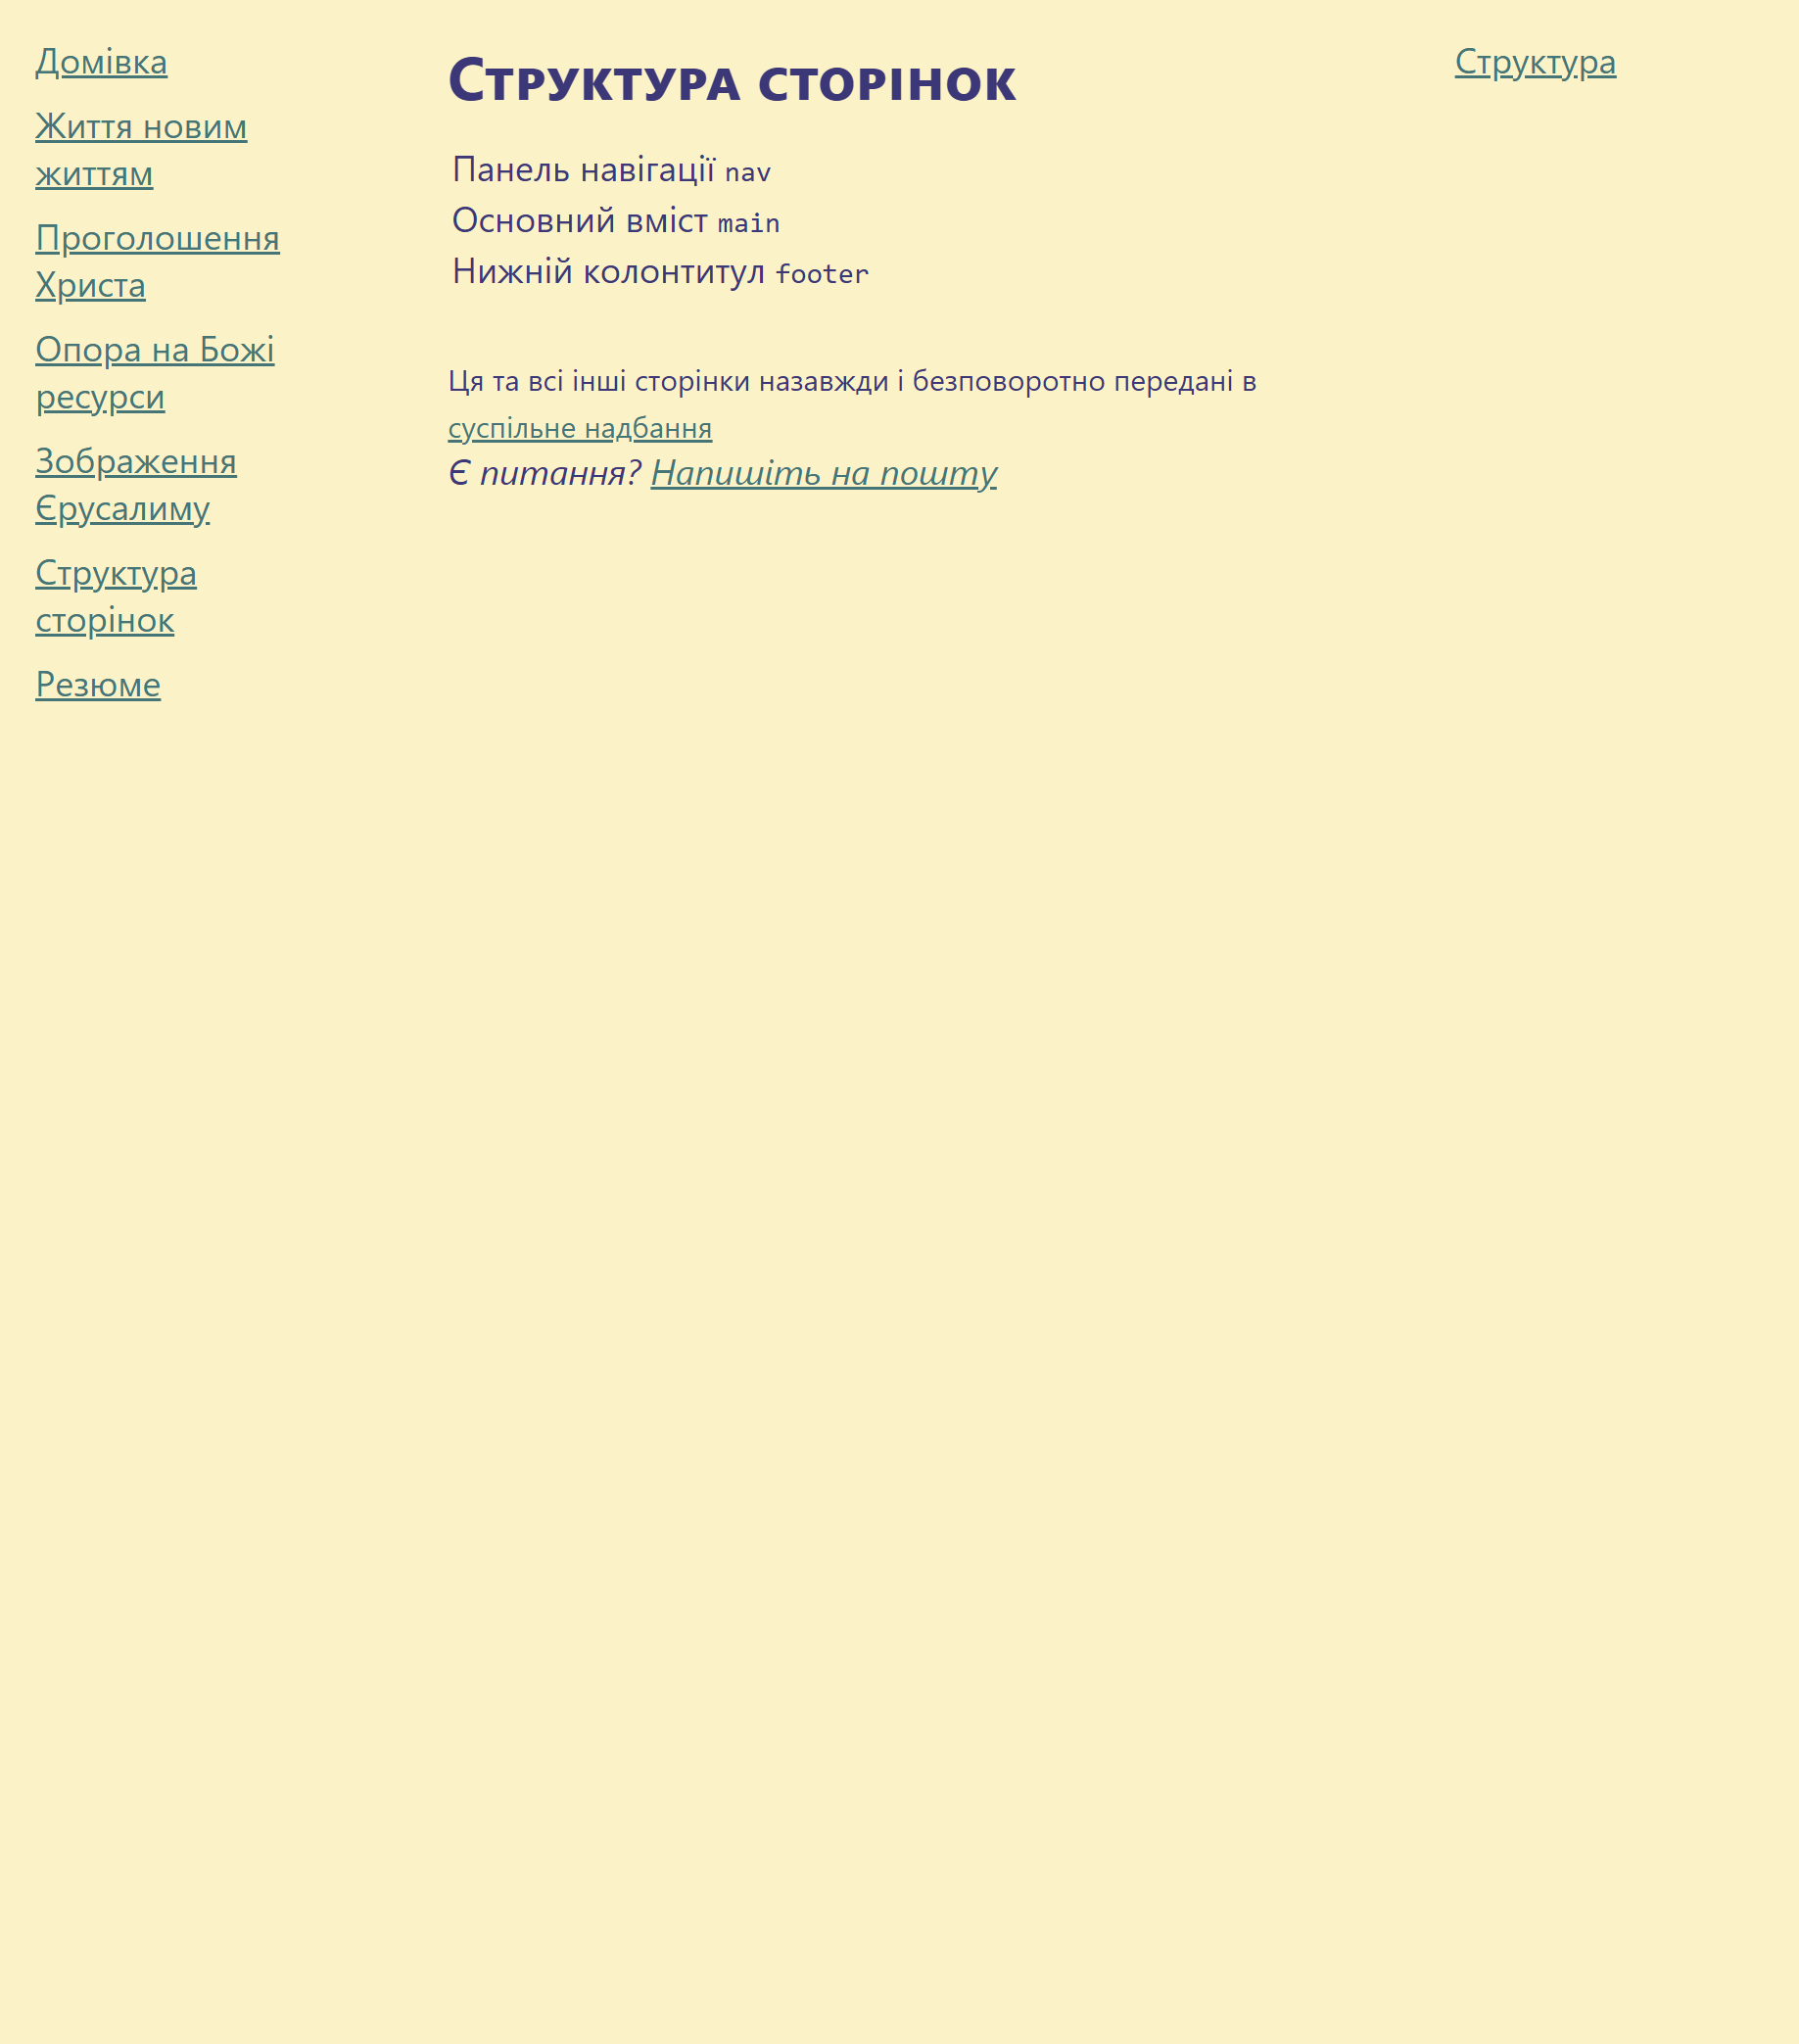 Домівка
Життя новим
життям
Проголошення
Христа
Опора на Божі
ресурси
Зображення
Єрусалиму
Структура
сторінок
Резюме
Структура сторінок
Панель навігації nav
Основний вміст main
Нижній колонтитул footer
Ця та всі інші сторінки назавжди і безповоротно передані в
суспільне надбання
Є питання? Напишіть на пошту
Структура